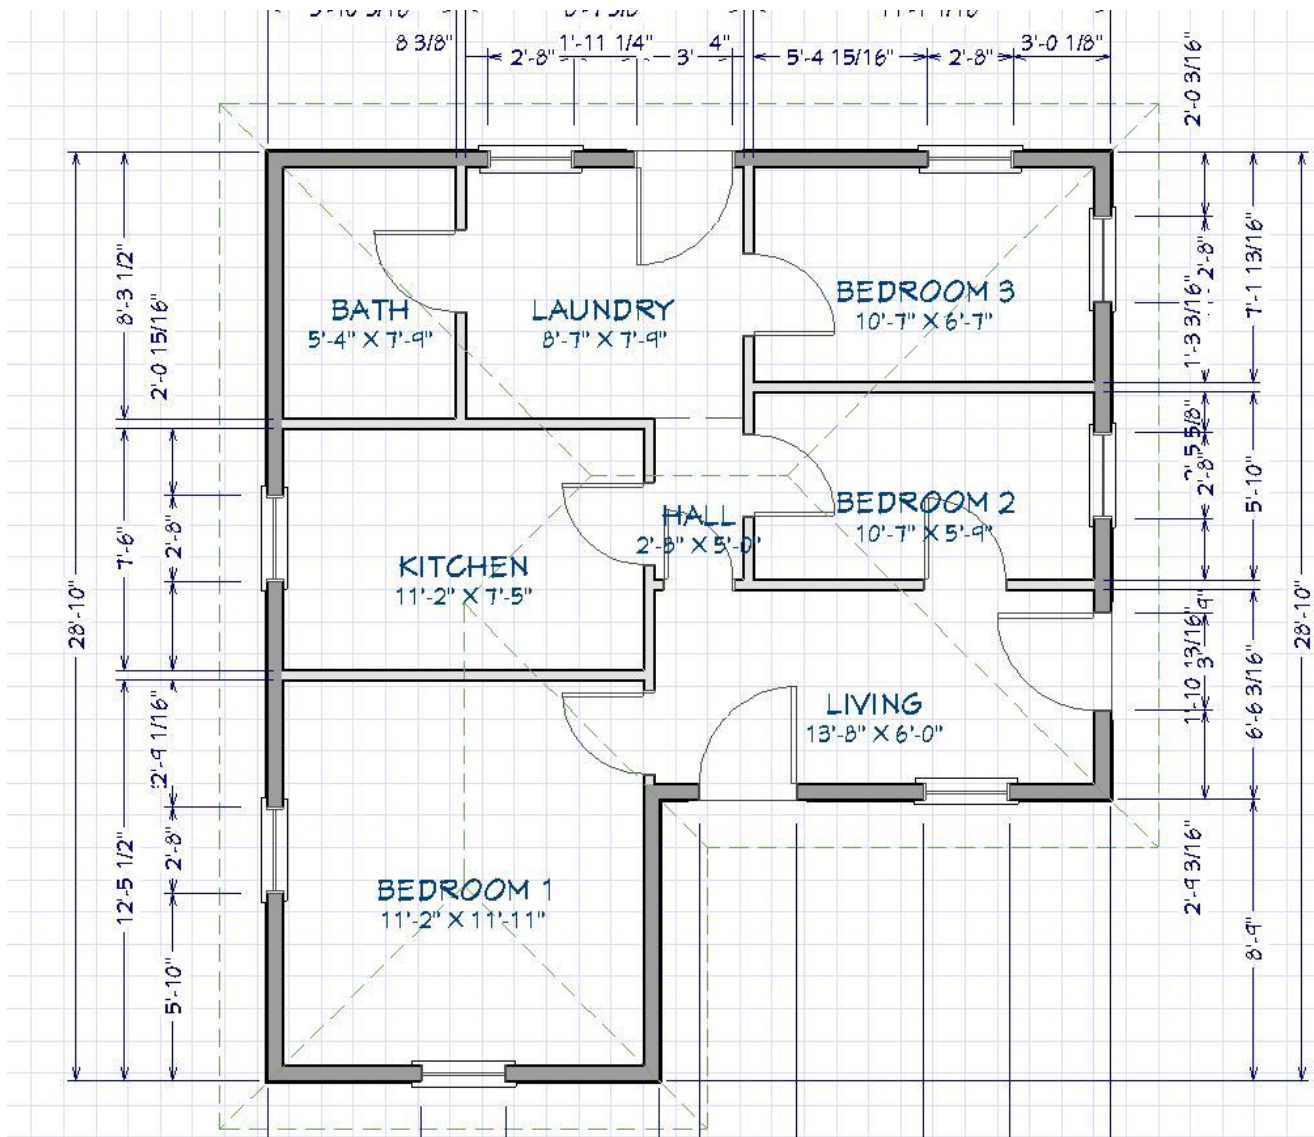 8 3/8"
1'-11 1/4"
4"
3'-0 1/8"
2'-8"
3'
5'-4 15/16"
2'-8"
2'-0 3/16"
8'-3 1/2"
2'-0 15/16"
BATH
5'-4" X 7'-9"
LAUNDRY
8'-7" X 7'-9"
BEDROOM 3
10'-7" X 6'-7"
2'-8"
1'-3 3/16"
7'-1 13/16"
28'-10"
7'-6"
2'-8"
KITCHEN
11'-2" X 7'-5"
HALL
2'-8" X 5'-0"
BEDROOM 2
10'-7" X 5'-9"
2'-8"
5'-10"
28'-10"
LIVING
13'-8" X 6'-0"
1'-10 13/16"
3'
9"
6'-6 3/16"
2'-9 1/16"
12'-5 1/2"
2'-8"
5'-10"
BEDROOM 1
11'-2" X 11'-11"
2'-9 3/16"
8'-9"